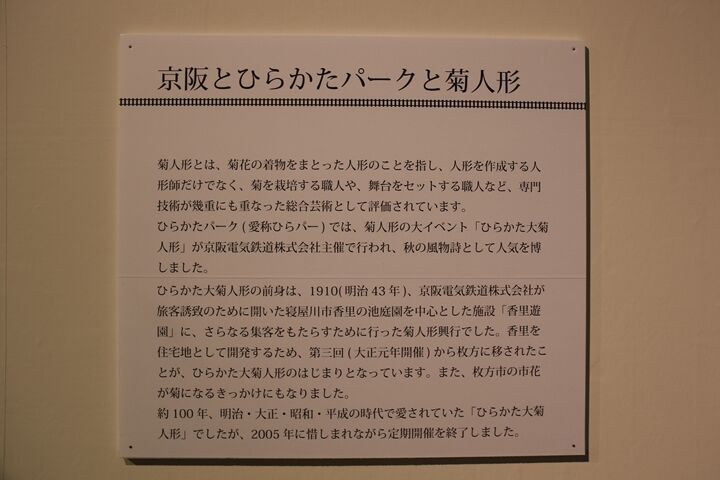 京阪とひらかたパークと菊人形
菊人形とは、菊花の着物をまとった人形のことを指し、人形を作成する人
形師だけでなく、菊を栽培する職人や、舞台をセットする職人など、専門
技術が幾重にも重なった総合芸術として評価されています。
ひらかたパーク(愛称ひらパー)では、菊人形の大イベント「ひらかた大菊
人形」が京阪電気鉄道株式会社主催で行われ、秋の風物詩として人気を博
しました。
ひらかた大菊人形の前身は、1910(明治43年)、京阪電気鉄道株式会社が
旅客誘致のために開いた寝屋川市香里の池庭園を中心とした施設「香里遊
園」に、さらなる集客をもたらすために行った菊人形興行でした。香里を
住宅地として開発するため、第三回(大正元年開催)から枚方に移されたこ
とが、ひらかた大菊人形のはじまりとなっています。また、枚方市の市花
が菊になるきっかけにもなりました。
約100年、明治・大正・昭和・平成の時代で愛されていた「ひらかた大菊
人形」でしたが、2005年に惜しまれながら定期開催を終了しました。